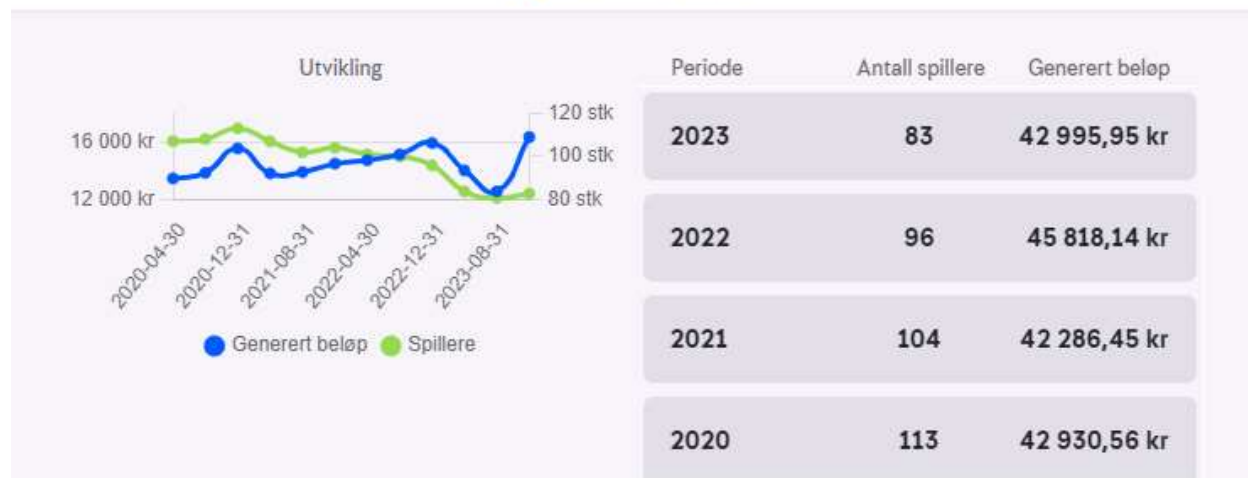 Utvikling
16 000 kr
12 000 kr
120 stk
100 stk
80 stk
2020-04-30
2020-12-31
2021-08-31
2022-04-30
2022-12-31
2023-08-31
Generert beløp Spillere
Periode Antall spillere Generert beløp
2023 83 42 995,95 kr
2022 96 45 818,14 kr
2021 104 42 286,45 kr
2020 113 42 930,56 kr